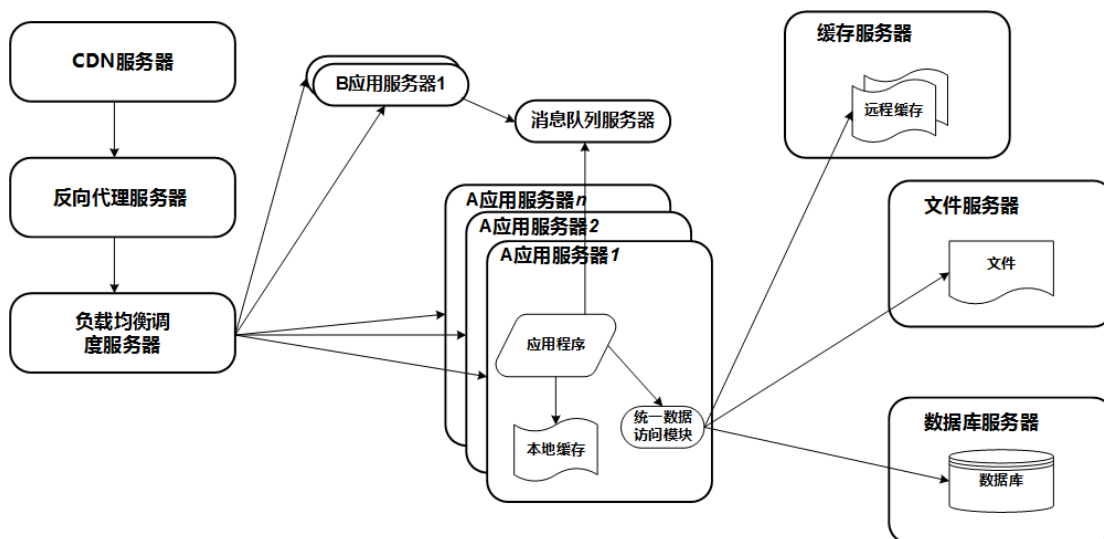 CDN服务器
反向代理服务器
负载均衡调
度服务器
B应用服务器1
消息队列服务器
A应用服务器n
A应用服务器2
A应用服务器1
应用程序
本地缓存
统一数据
访问模块
缓存服务器
远程缓存
文件服务器
文件
数据库服务器
数据库